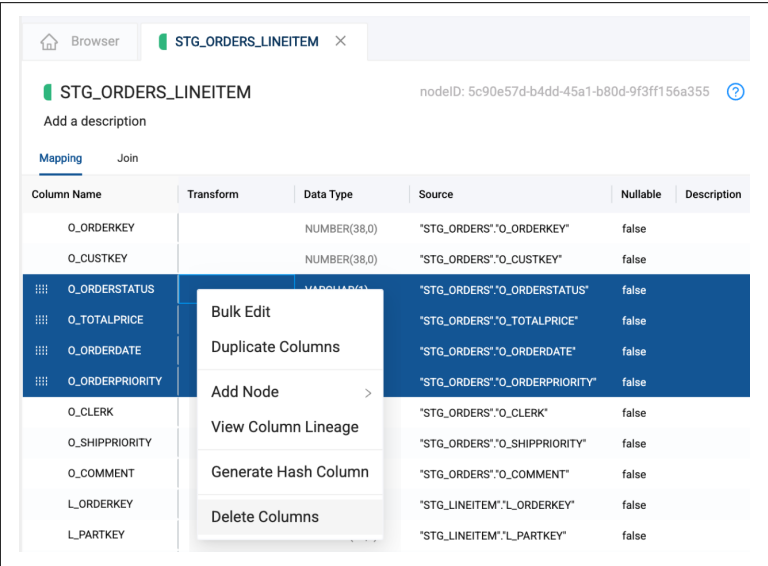 Browser
STG_ORDERS_LINEITEM
STG_ORDERS_LINEITEM
nodeID: 5c90e57d-b4dd-45a1-b80d-9f3ff156a355
Add a description
Mapping Join
Column Name Transform Data Type Source Nullable Description
O_ORDERKEY NUMBER(38,0) "STG_ORDERS"."O_ORDERKEY" false
O_CUSTKEY NUMBER(38,0) "STG_ORDERS"."O_CUSTKEY" false
O_ORDERSTATUS VARCHAR(1) "STG_ORDERS"."O_ORDERSTATUS" false
O_TOTALPRICE "STG_ORDERS"."O_TOTALPRICE" false
O_ORDERDATE "STG_ORDERS"."O_ORDERDATE" false
O_ORDERPRIORITY "STG_ORDERS"."O_ORDERPRIORITY" false
O_CLERK "STG_ORDERS"."O_CLERK" false
O_SHIPPRIORITY "STG_ORDERS"."O_SHIPPRIORITY" false
O_COMMENT "STG_ORDERS"."O_COMMENT" false
L_ORDERKEY "STG_LINEITEM"."L_ORDERKEY" false
L_PARTKEY "STG_LINEITEM"."L_PARTKEY" false
Bulk Edit
Duplicate Columns
Add Node
View Column Lineage
Generate Hash Column
Delete Columns